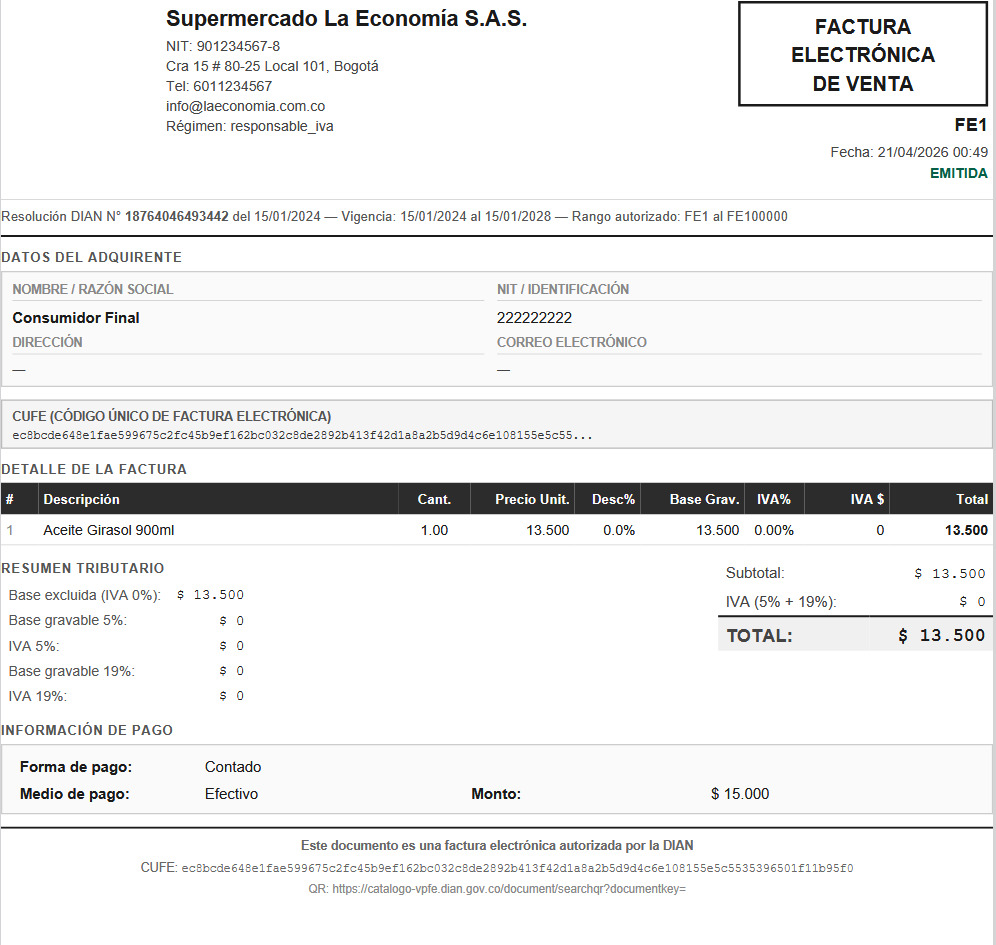 Supermercado La Economía S.A.S.
NIT: 901234567-8
Cra 15 # 80-25 Local 101, Bogotá
Tel: 6011234567
info@laeconomia.com.co
Régimen: responsable_iva
FACTURA
ELECTRÓNICA
DE VENTA
FE1
Fecha: 21/04/2026 00:49
EMITIDA
Resolución DIAN N° 18764046493442 del 15/01/2024 — Vigencia: 15/01/2024 al 15/01/2028 — Rango autorizado: FE1 al FE100000
DATOS DEL ADQUIRENTE
NOMBRE / RAZÓN SOCIAL NIT / IDENTIFICACIÓN
Consumidor Final 222222222
DIRECCIÓN CORREO ELECTRÓNICO
— —
CUFE (CÓDIGO ÚNICO DE FACTURA ELECTRÓNICA)
ec8bcde648e1fae599675c2fc45b9ef162bc032c8de2892b413f42d1a8a2b5d9d4c6e108155e5c55...
DETALLE DE LA FACTURA
# Descripción Cant. Precio Unit. Desc% Base Grav. IVA% IVA $ Total
1 Aceite Girasol 900ml 1.00 13.500 0.0% 13.500 0.00% 0 13.500
RESUMEN TRIBUTARIO
Base excluida (IVA 0%): $ 13.500
Base gravable 5%: $ 0
IVA 5%: $ 0
Base gravable 19%: $ 0
IVA 19%: $ 0
Subtotal: $ 13.500
IVA (5% + 19%): $ 0
TOTAL: $ 13.500
INFORMACIÓN DE PAGO
Forma de pago: Contado
Medio de pago: Efectivo Monto: $ 15.000
Este documento es una factura electrónica autorizada por la DIAN
CUFE: ec8bcde648e1fae599675c2fc45b9ef162bc032c8de2892b413f42d1a8a2b5d9d4c6e108155e5c5535396501f11b95f0
QR: https://catalogo-vpfe.dian.gov.co/document/searchqr?documentkey=